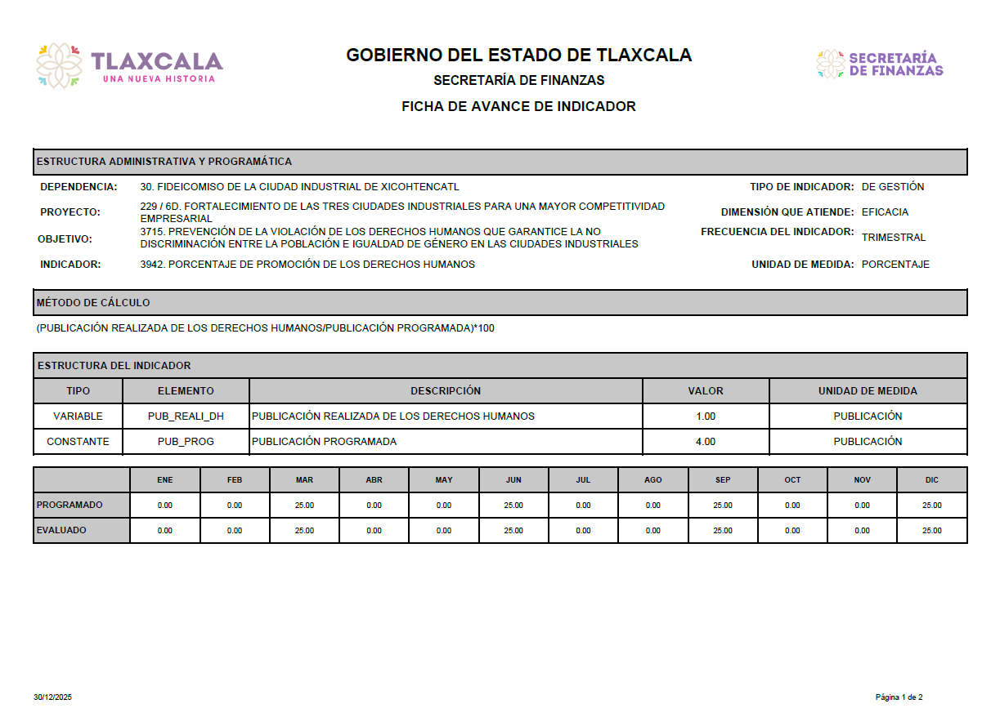 TLAXCALA
UNA NUEVA HISTORIA
GOBIERNO DEL ESTADO DE TLAXCALA
SECRETARÍA DE FINANZAS
FICHA DE AVANCE DE INDICADOR
SECRETARÍA
DE FINANZAS
ESTRUCTURA ADMINISTRATIVA Y PROGRAMÁTICA
DEPENDENCIA: 30. FIDEICOMISO DE LA CIUDAD INDUSTRIAL DE XICOHTENCATL TIPO DE INDICADOR: DE GESTIÓN
PROYECTO: 229 / 6D. FORTALECIMIENTO DE LAS TRES CIUDADES INDUSTRIALES PARA UNA MAYOR COMPETITIVIDAD
EMPRESARIAL DIMENSIÓN QUE ATIENDE: EFICACIA
OBJETIVO: 3715. PREVENCIÓN DE LA VIOLACIÓN DE LOS DERECHOS HUMANOS QUE GARANTICE LA NO
DISCRIMINACIÓN ENTRE LA POBLACIÓN E IGUALDAD DE GÉNERO EN LAS CIUDADES INDUSTRIALES FRECUENCIA DEL INDICADOR: TRIMESTRAL
INDICADOR: 3942. PORCENTAJE DE PROMOCIÓN DE LOS DERECHOS HUMANOS UNIDAD DE MEDIDA: PORCENTAJE
MÉTODO DE CÁLCULO
(PUBLICACIÓN REALIZADA DE LOS DERECHOS HUMANOS/PUBLICACIÓN PROGRAMADA)*100
ESTRUCTURA DEL INDICADOR
TIPO ELEMENTO DESCRIPCIÓN VALOR UNIDAD DE MEDIDA
VARIABLE PUB_REALI_DH PUBLICACIÓN REALIZADA DE LOS DERECHOS HUMANOS 1.00 PUBLICACIÓN
CONSTANTE PUB_PROG PUBLICACIÓN PROGRAMADA 4.00 PUBLICACIÓN
ENE FEB MAR ABR MAY JUN JUL AGO SEP OCT NOV DIC
PROGRAMADO 0.00 0.00 25.00 0.00 0.00 25.00 0.00 0.00 25.00 0.00 0.00 25.00
EVALUADO 0.00 0.00 25.00 0.00 0.00 25.00 0.00 0.00 25.00 0.00 0.00 25.00
30/12/2025 Página 1 de 2